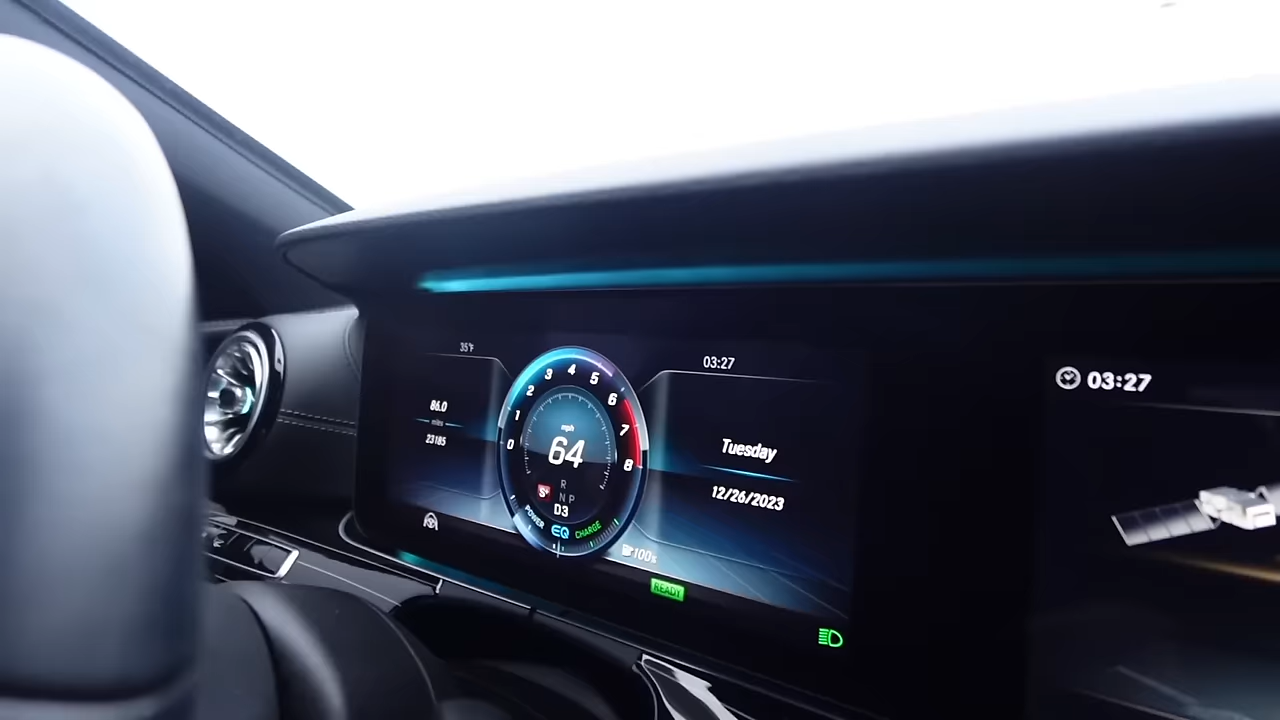 35°F
03:27
86.0
miles
23185
0
1
2
3
4
5
6
7
8
mph
64
R
S+
N P
D3
POWER
EQ
CHARGE
Tuesday
12/26/2023
100%
READY
03:27